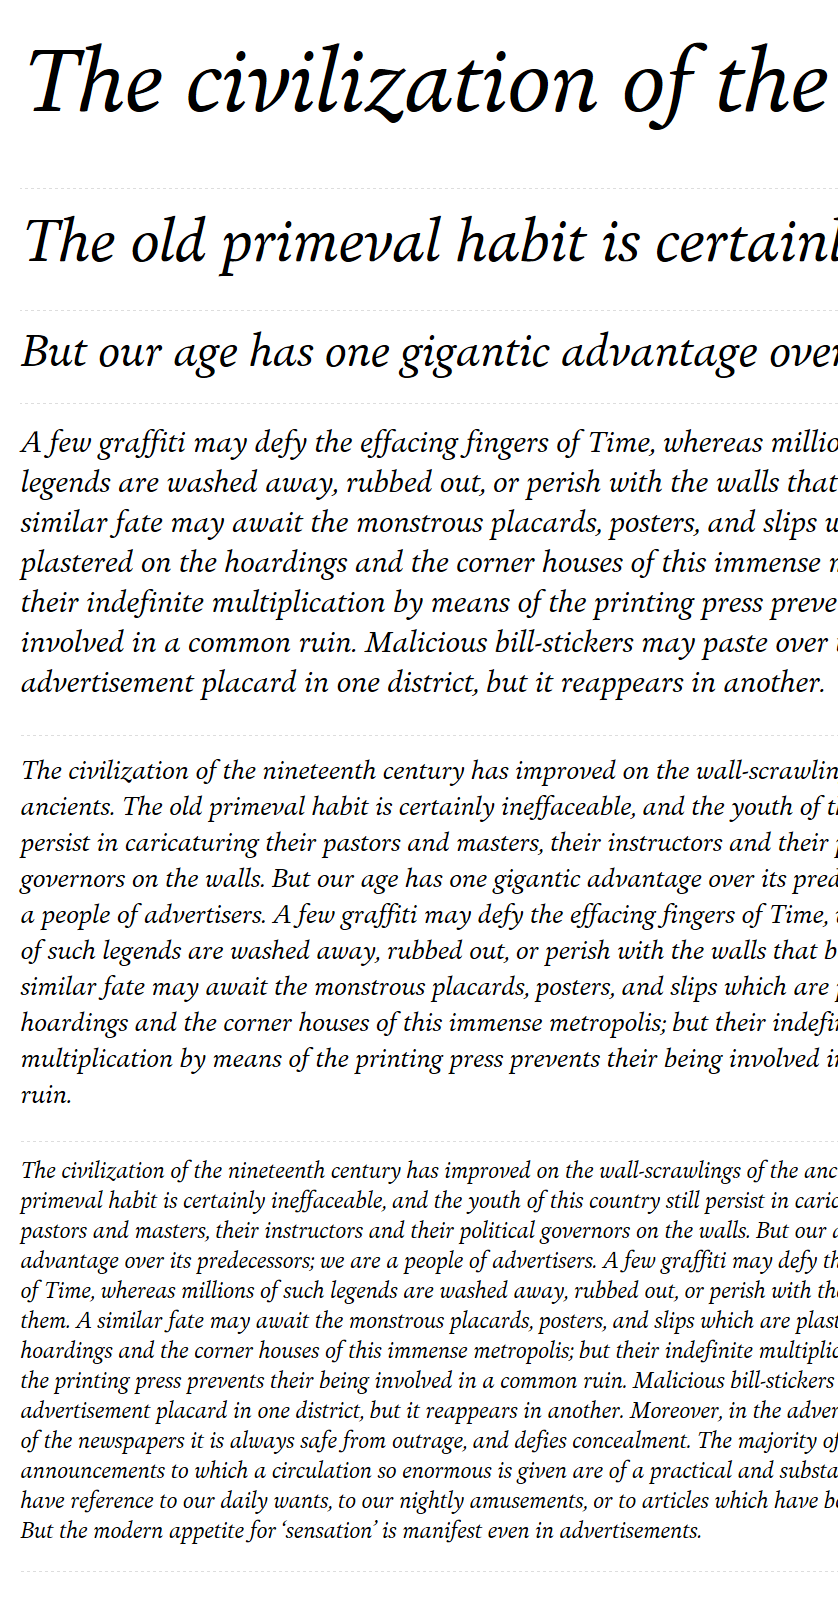 The civilization of the
The old primeval habit is certainl
But our age has one gigantic advantage over
A few graffiti may defy the effacing fingers of Time, whereas millio
legends are washed away, rubbed out, or perish with the walls that
similar fate may await the monstrous placards, posters, and slips w
plastered on the hoardings and the corner houses of this immense m
their indefinite multiplication by means of the printing press preve
involved in a common ruin. Malicious bill-stickers may paste over
advertisement placard in one district, but it reappears in another.
The civilization of the nineteenth century has improved on the wall-scrawlin
ancients. The old primeval habit is certainly ineffaceable, and the youth of th
persist in caricaturing their pastors and masters, their instructors and their p
governors on the walls. But our age has one gigantic advantage over its pred
a people of advertisers. A few graffiti may defy the effacing fingers of Time,
of such legends are washed away, rubbed out, or perish with the walls that b
similar fate may await the monstrous placards, posters, and slips which are p
hoardings and the corner houses of this immense metropolis; but their indefi
multiplication by means of the printing press prevents their being involved in
ruin.
The civilization of the nineteenth century has improved on the wall-scrawlings of the anc
primeval habit is certainly ineffaceable, and the youth of this country still persist in caric
pastors and masters, their instructors and their political governors on the walls. But our a
advantage over its predecessors; we are a people of advertisers. A few graffiti may defy th
of Time, whereas millions of such legends are washed away, rubbed out, or perish with the
them. A similar fate may await the monstrous placards, posters, and slips which are plast
hoardings and the corner houses of this immense metropolis; but their indefinite multiplic
the printing press prevents their being involved in a common ruin. Malicious bill-stickers
advertisement placard in one district, but it reappears in another. Moreover, in the adver
of the newspapers it is always safe from outrage, and defies concealment. The majority of
announcements to which a circulation so enormous is given are of a practical and substa
have reference to our daily wants, to our nightly amusements, or to articles which have be
But the modern appetite for ‘sensation’ is manifest even in advertisements.